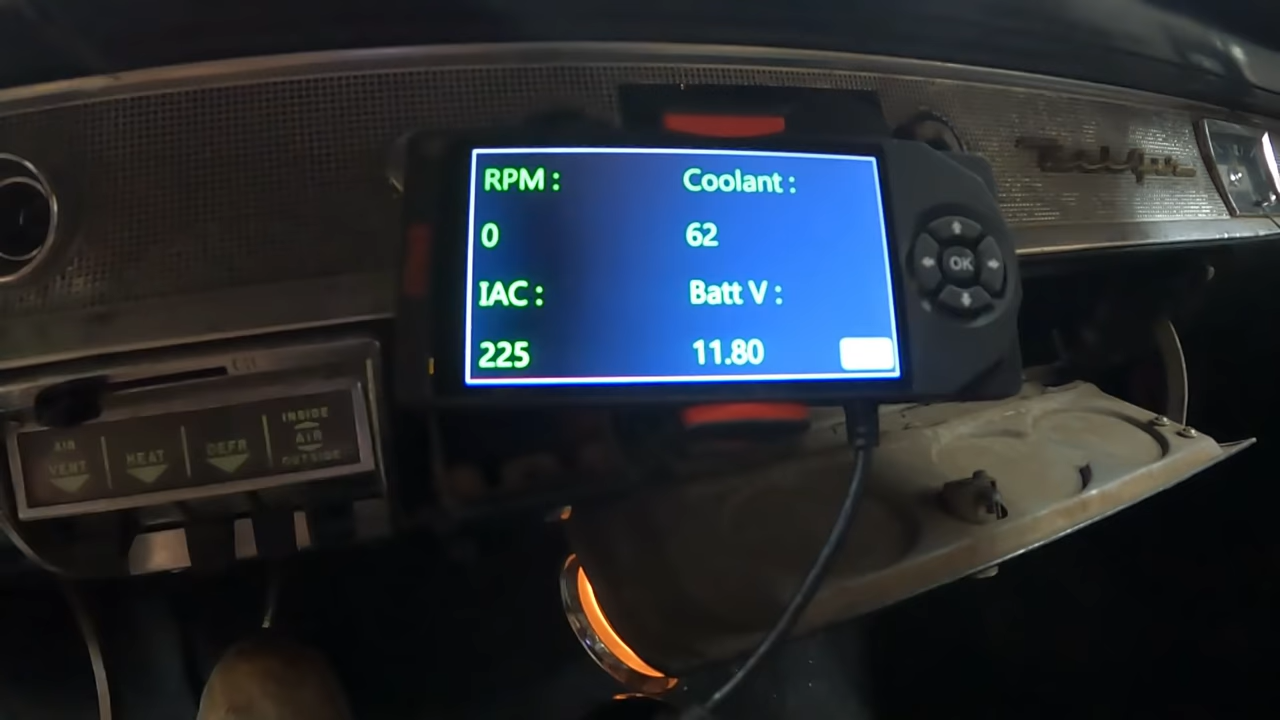 RPM :
Coolant :
0
62
IAC :
Batt V :
225
11.80
OK
AIR
VENT
HEAT
DEFR
INSIDE
AIR
OUTSIDE